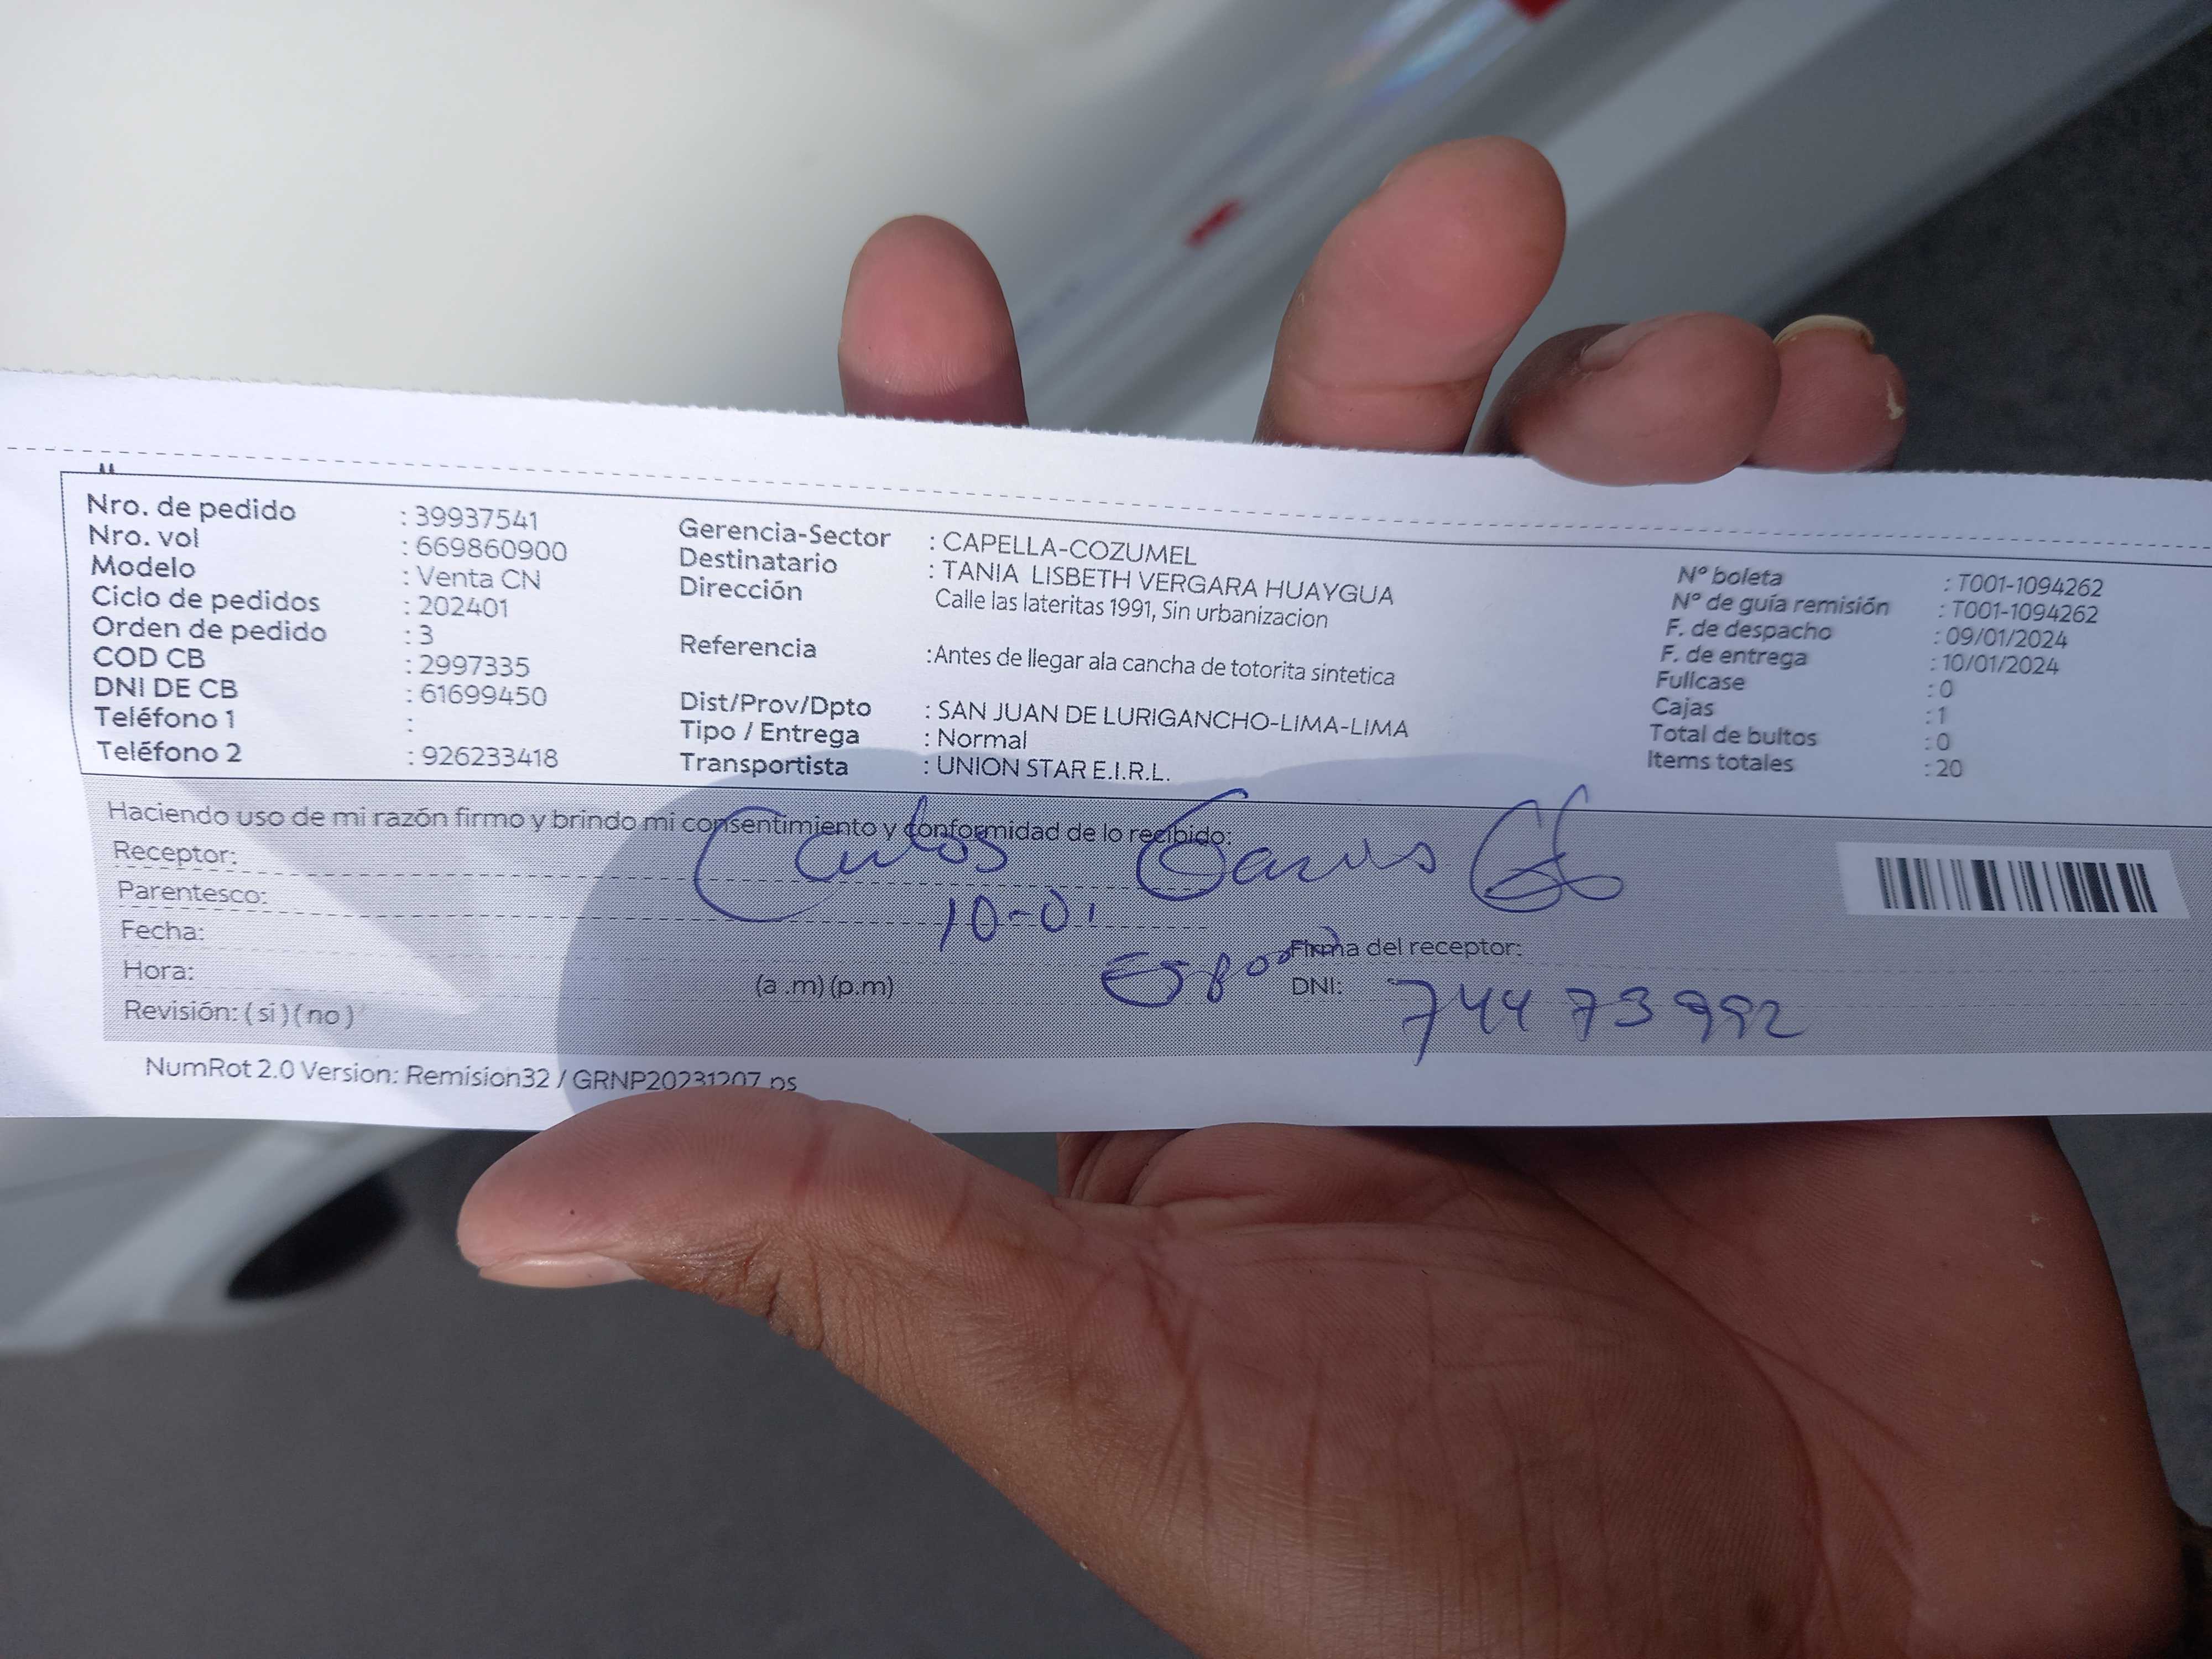 Nro. de pedido : 39937541
Nro. vol : 669860900
Modelo : Venta CN
Ciclo de pedidos : 202401
Orden de pedido : 3
COD CB : 2997335
DNI DE CB : 61699450
Teléfono 1 :
Teléfono 2 : 926233418
Gerencia-Sector : CAPELLA-COZUMEL
Destinatario : TANIA LISBETH VERGARA HUAYGUA
Dirección Calle las lateritas 1991, Sin urbanizacion
Referencia :Antes de llegar ala cancha de totorita sintetica
Dist/Prov/Dpto : SAN JUAN DE LURIGANCHO-LIMA-LIMA
Tipo / Entrega : Normal
Transportista : UNION STAR E.I.R.L.
N° boleta : T001-1094262
N° de guía remisión : T001-1094262
F. de despacho : 09/01/2024
F. de entrega : 10/01/2024
Fullcase : 0
Cajas : 1
Total de bultos : 0
Items totales : 20
Haciendo uso de mi razón firmo y brindo mi consentimiento y conformidad de lo recibido:
Receptor: Carlos
Parentesco:
10-01
Fecha:
Firma del receptor:
Hora: (a .m) (p.m)
DNI: 74473992
Revisión: ( si ) ( no )
NumRot 2.0 Version: Remision32 / GRNP20231207.ps